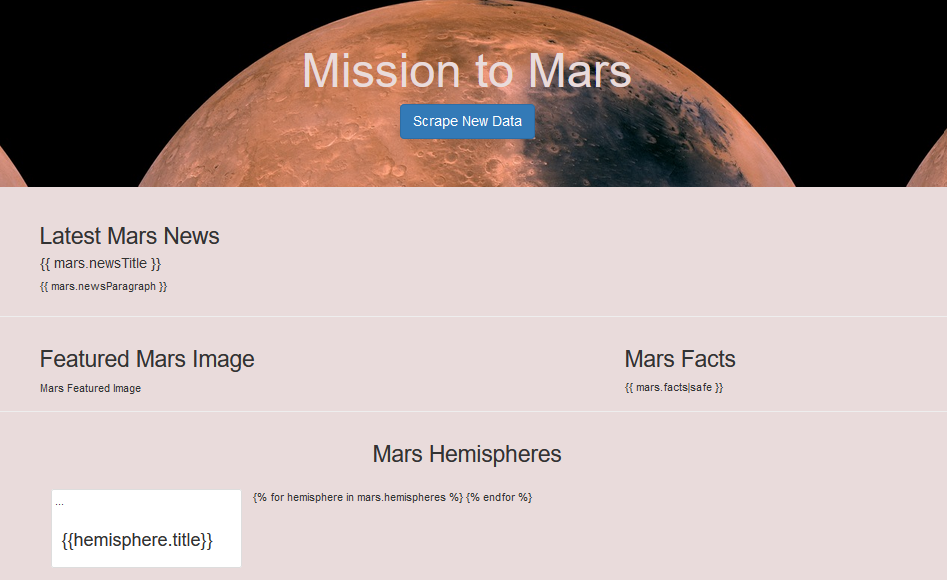 Mission to Mars
Scrape New Data
Latest Mars News
{{ mars.newsTitle }}
{{ mars.newsParagraph }}
Featured Mars Image
Mars Featured Image
Mars Facts
{{ mars.facts|safe }}
Mars Hemispheres
...
{{hemisphere.title}}
{% for hemisphere in mars.hemispheres %} {% endfor %}